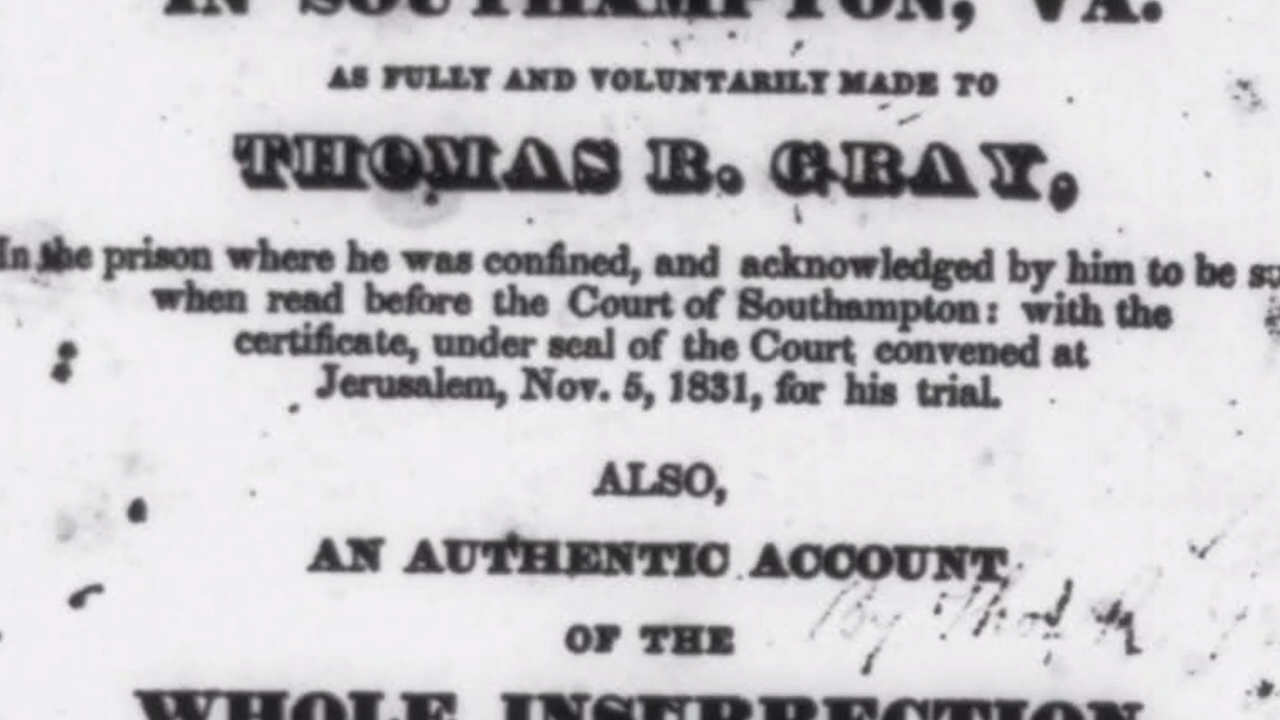 IN SOUTHAMPTON, VA.
AS FULLY AND VOLUNTARILY MADE TO
THOMAS R. GRAY,
In the prison where he was confined, and acknowledged by him to be
when read before the Court of Southampton: with the
certificate, under seal of the Court convened at
Jerusalem, Nov. 5, 1831, for his trial.
ALSO,
AN AUTHENTIC ACCOUNT
OF THE
By Thos. R.
WHOLE INSURRECTION